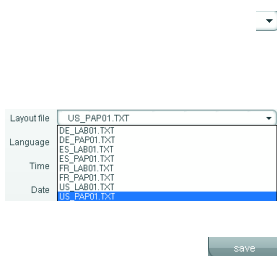 Layout file US_PAP01.TXT
DE_LAB01.TXT
DE_PAP01.TXT
Language
ES_LAB01.TXT
ES_PAP01.TXT
Time
FR_LAB01.TXT
FR_PAP01.TXT
Date
US_LAB01.TXT
US_PAP01.TXT
save